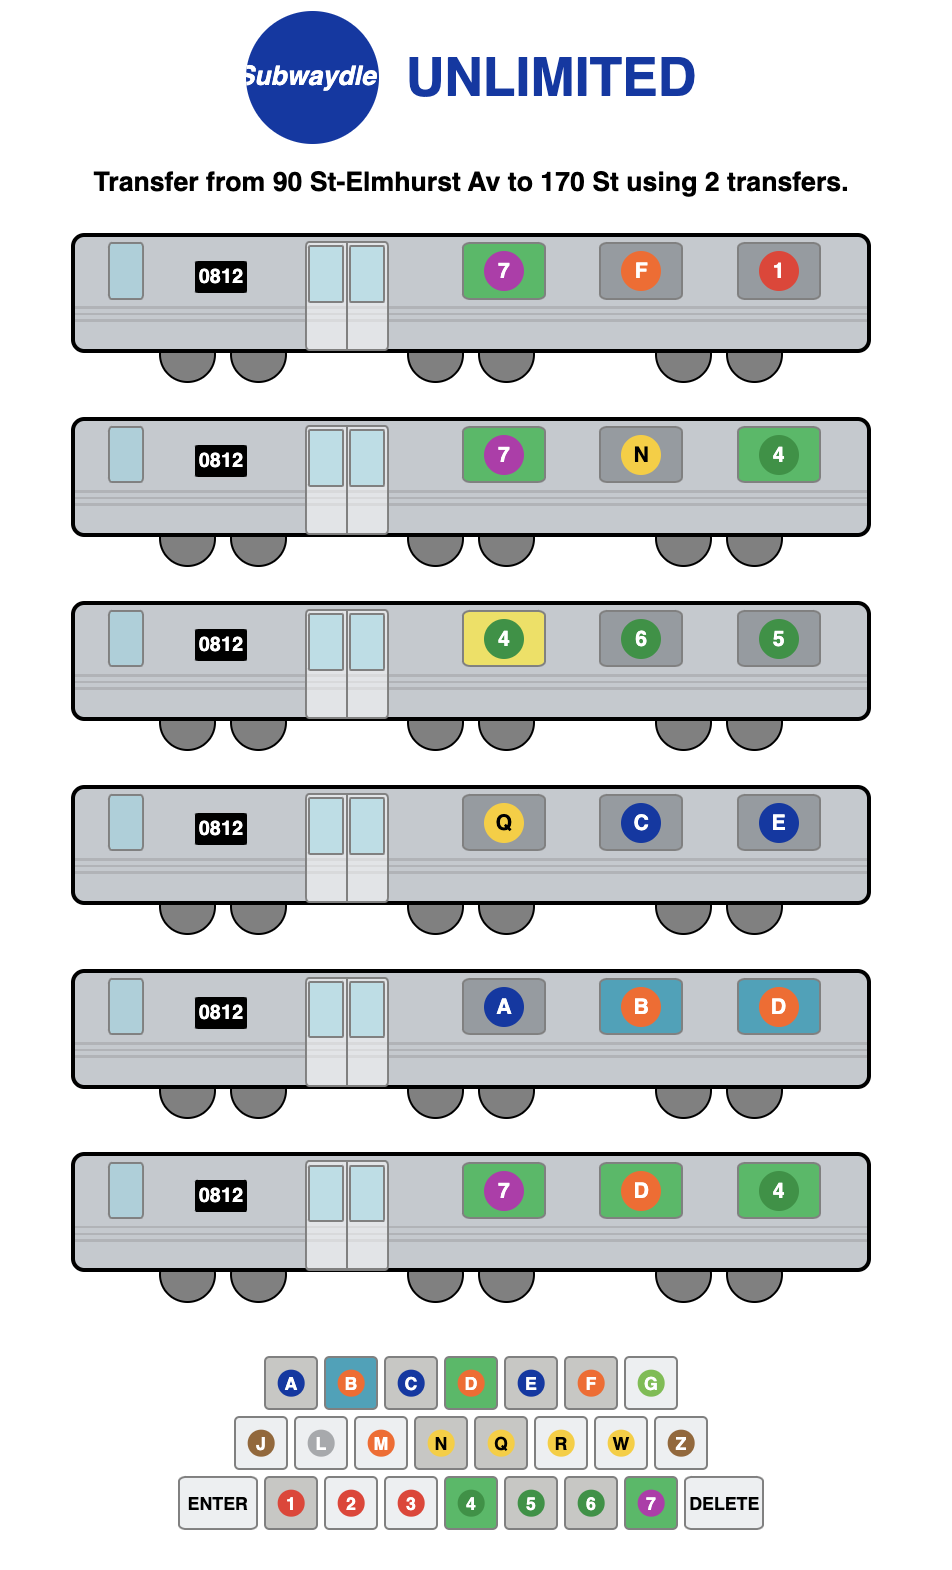 Subwaydle UNLIMITED
Transfer from 90 St-Elmhurst Av to 170 St using 2 transfers.
0812 7 F 1
0812 7 N 4
0812 4 6 5
0812 Q C E
0812 A B D
0812 7 D 4
A B C D E F G
J L M N Q R W Z
ENTER 1 2 3 4 5 6 7 DELETE